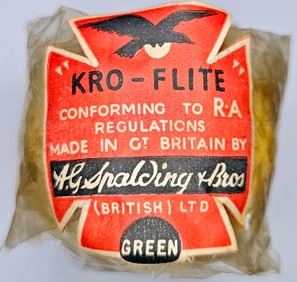 KRO-FLITE
CONFORMING TO R·A
REGULATIONS
MADE IN GT BRITAIN BY
A.G. Spalding & Bros
(BRITISH) LTD
GREEN